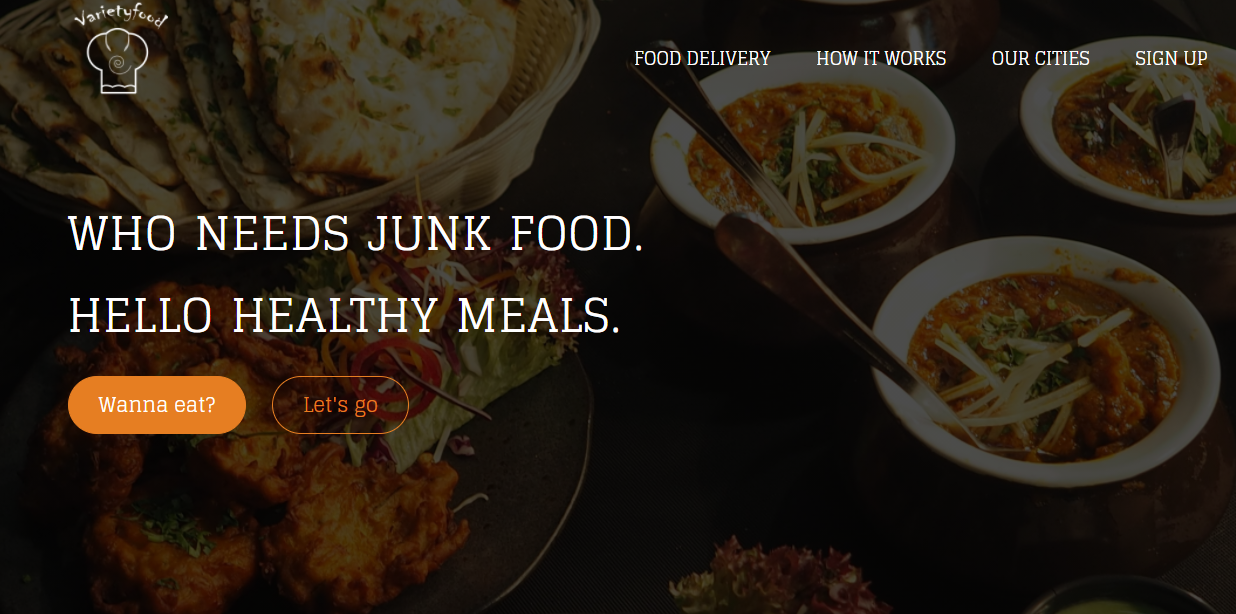 Varietyfood
FOOD DELIVERY HOW IT WORKS OUR CITIES SIGN UP
WHO NEEDS JUNK FOOD.
HELLO HEALTHY MEALS.
Wanna eat? Let's go